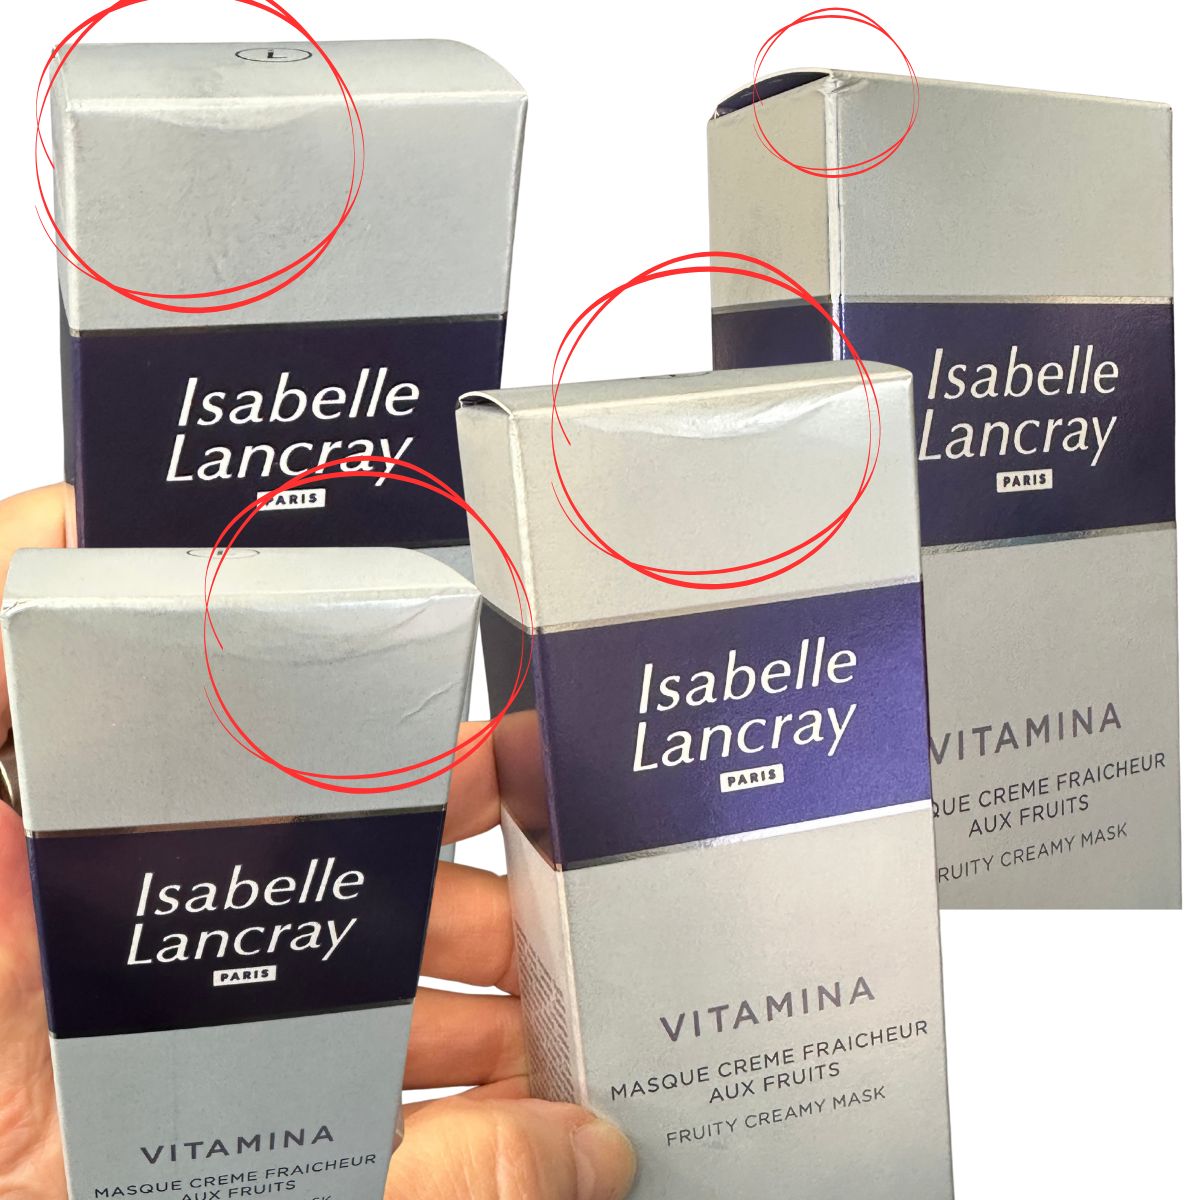 Isabelle
Lancray
PARIS
Isabelle
Lancray
PARIS
VITAMINA
QUE CREME FRAICHEUR
AUX FRUITS
RUITY CREAMY MASK
Isabelle
Lancray
PARIS
VITAMINA
MASQUE CREME FRAICHEUR
AUX FRUITS
FRUITY CREAMY MASK
Isabelle
Lancray
PARIS
VITAMINA
MASQUE CREME FRAICHEUR
AUX FRUITS